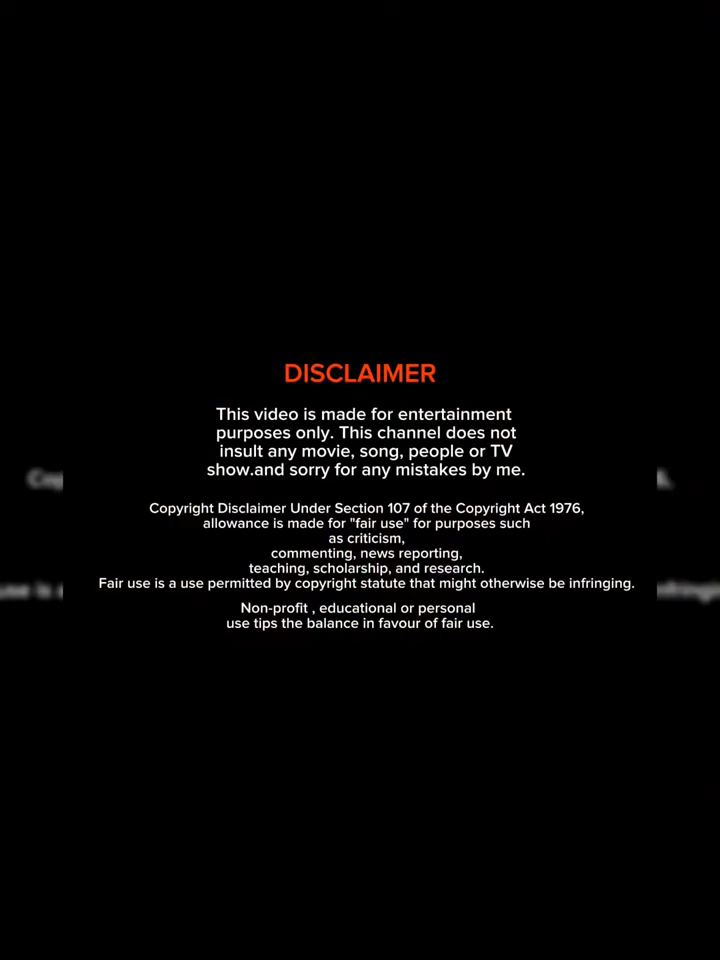 DISCLAIMER
This video is made for entertainment
purposes only. This channel does not
insult any movie, song, people or TV
show.and sorry for any mistakes by me.
Copyright Disclaimer Under Section 107 of the Copyright Act 1976,
allowance is made for "fair use" for purposes such
as criticism,
commenting, news reporting,
teaching, scholarship, and research.
Fair use is a use permitted by copyright statute that might otherwise be infringing.
Non-profit , educational or personal
use tips the balance in favour of fair use.